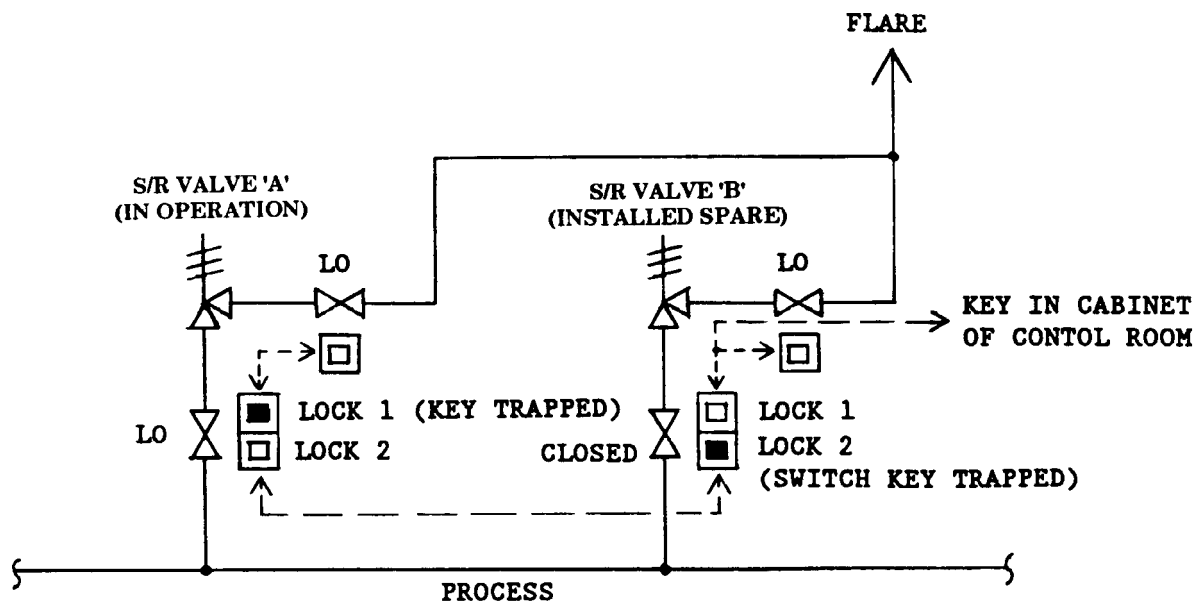 FLARE
S/R VALVE 'A'
(IN OPERATION)
S/R VALVE 'B'
(INSTALLED SPARE)
LO
LO
KEY IN CABINET
OF CONTOL ROOM
LOCK 1 (KEY TRAPPED)
LOCK 1
LO
LOCK 2
CLOSED
LOCK 2
(SWITCH KEY TRAPPED)
PROCESS